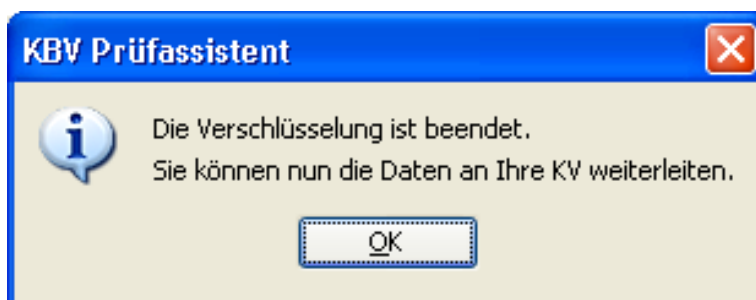 KBV Prüfassistent
Die Verschlüsselung ist beendet.
Sie können nun die Daten an Ihre KV weiterleiten.
OK